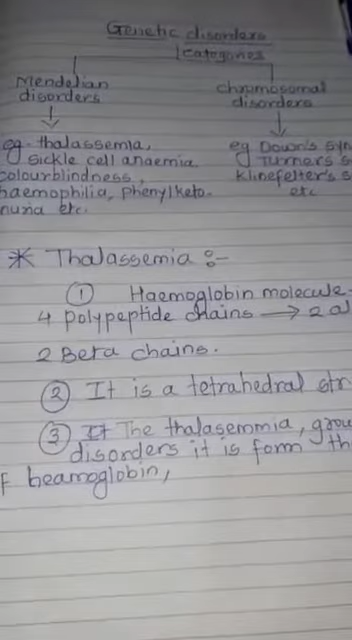 Genetic disorders
categories
Mendelian chromosomal
disorders disorders
eg. thalassemia, eg Down's syn
sickle cell anaemia Turner's s
colourblindness, Klinefelter's s
haemophilia, phenylketo- etc
nuria etc.
* Thalassemia :-
① Haemoglobin molecule
4 polypeptide chains → 2 al
2 Beta chains.
② It is a tetrahedral str
③ It The thalasemmia, grou
disorders it is form th
f heamoglobin,